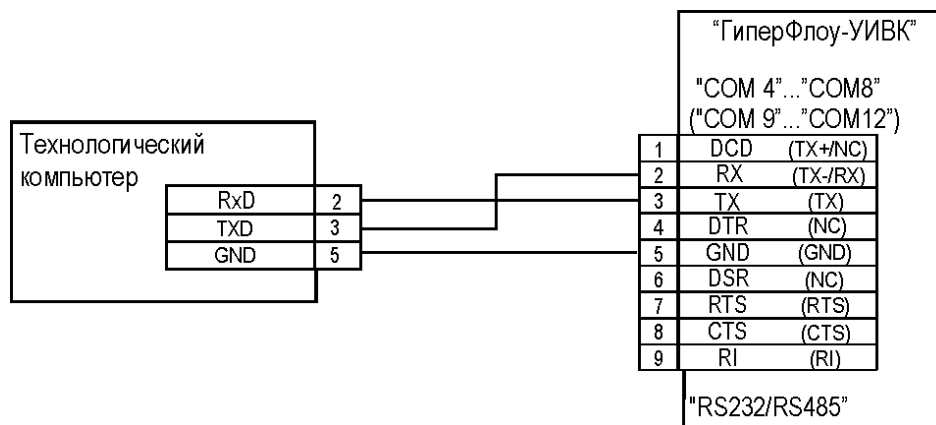 "ГиперФлоу-УИВК"
"COM 4"..."COM8"
("COM 9"..."COM12")
Технологический
компьютер
RxD 2
TXD 3
GND 5
1 DCD (TX+/NC)
2 RX (TX-/RX)
3 TX (TX)
4 DTR (NC)
5 GND (GND)
6 DSR (NC)
7 RTS (RTS)
8 CTS (CTS)
9 RI (RI)
"RS232/RS485"